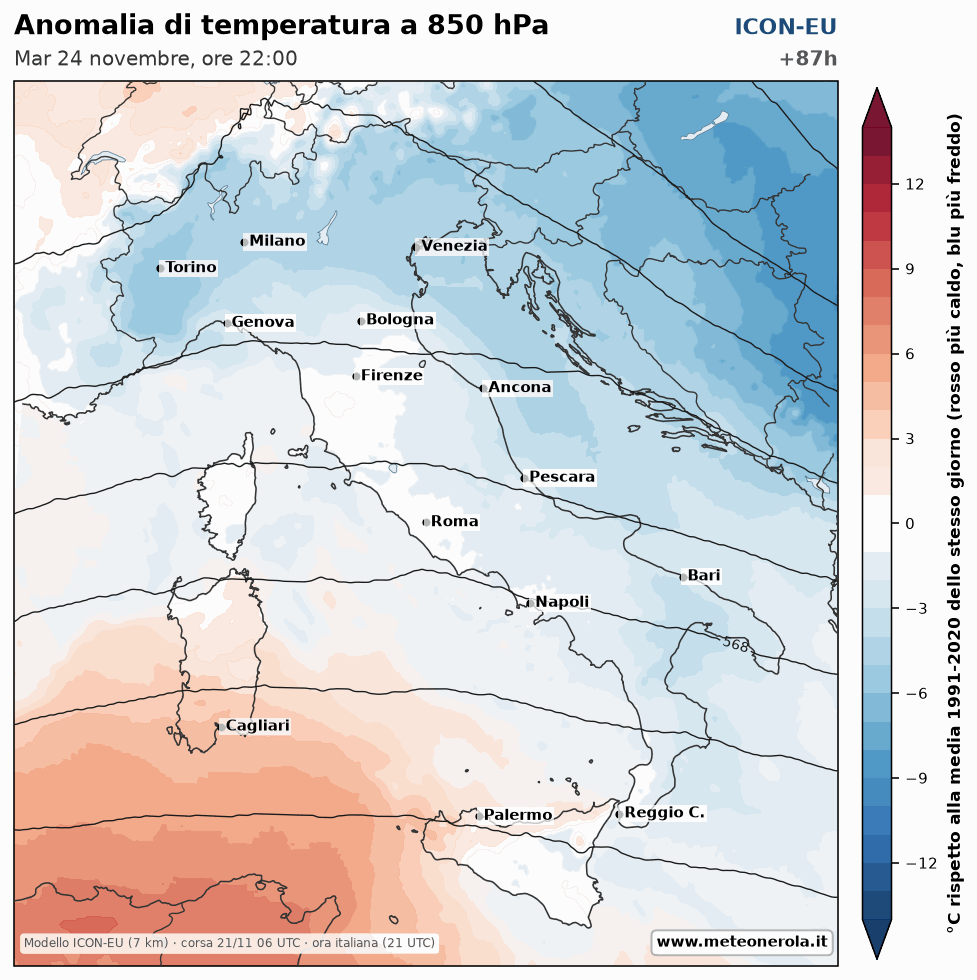 Anomalia di temperatura a 850 hPa
ICON-EU
Mar 24 novembre, ore 22:00
+87h
Milano
Venezia
Torino
Genova
Bologna
Firenze
Ancona
Pescara
Roma
Bari
Napoli
568
Cagliari
Palermo
Reggio C.
Modello ICON-EU (7 km) · corsa 21/11 06 UTC · ora italiana (21 UTC)
www.meteonerola.it
12
9
6
3
0
−3
−6
−9
−12
°C rispetto alla media 1991-2020 dello stesso giorno (rosso più caldo, blu più freddo)